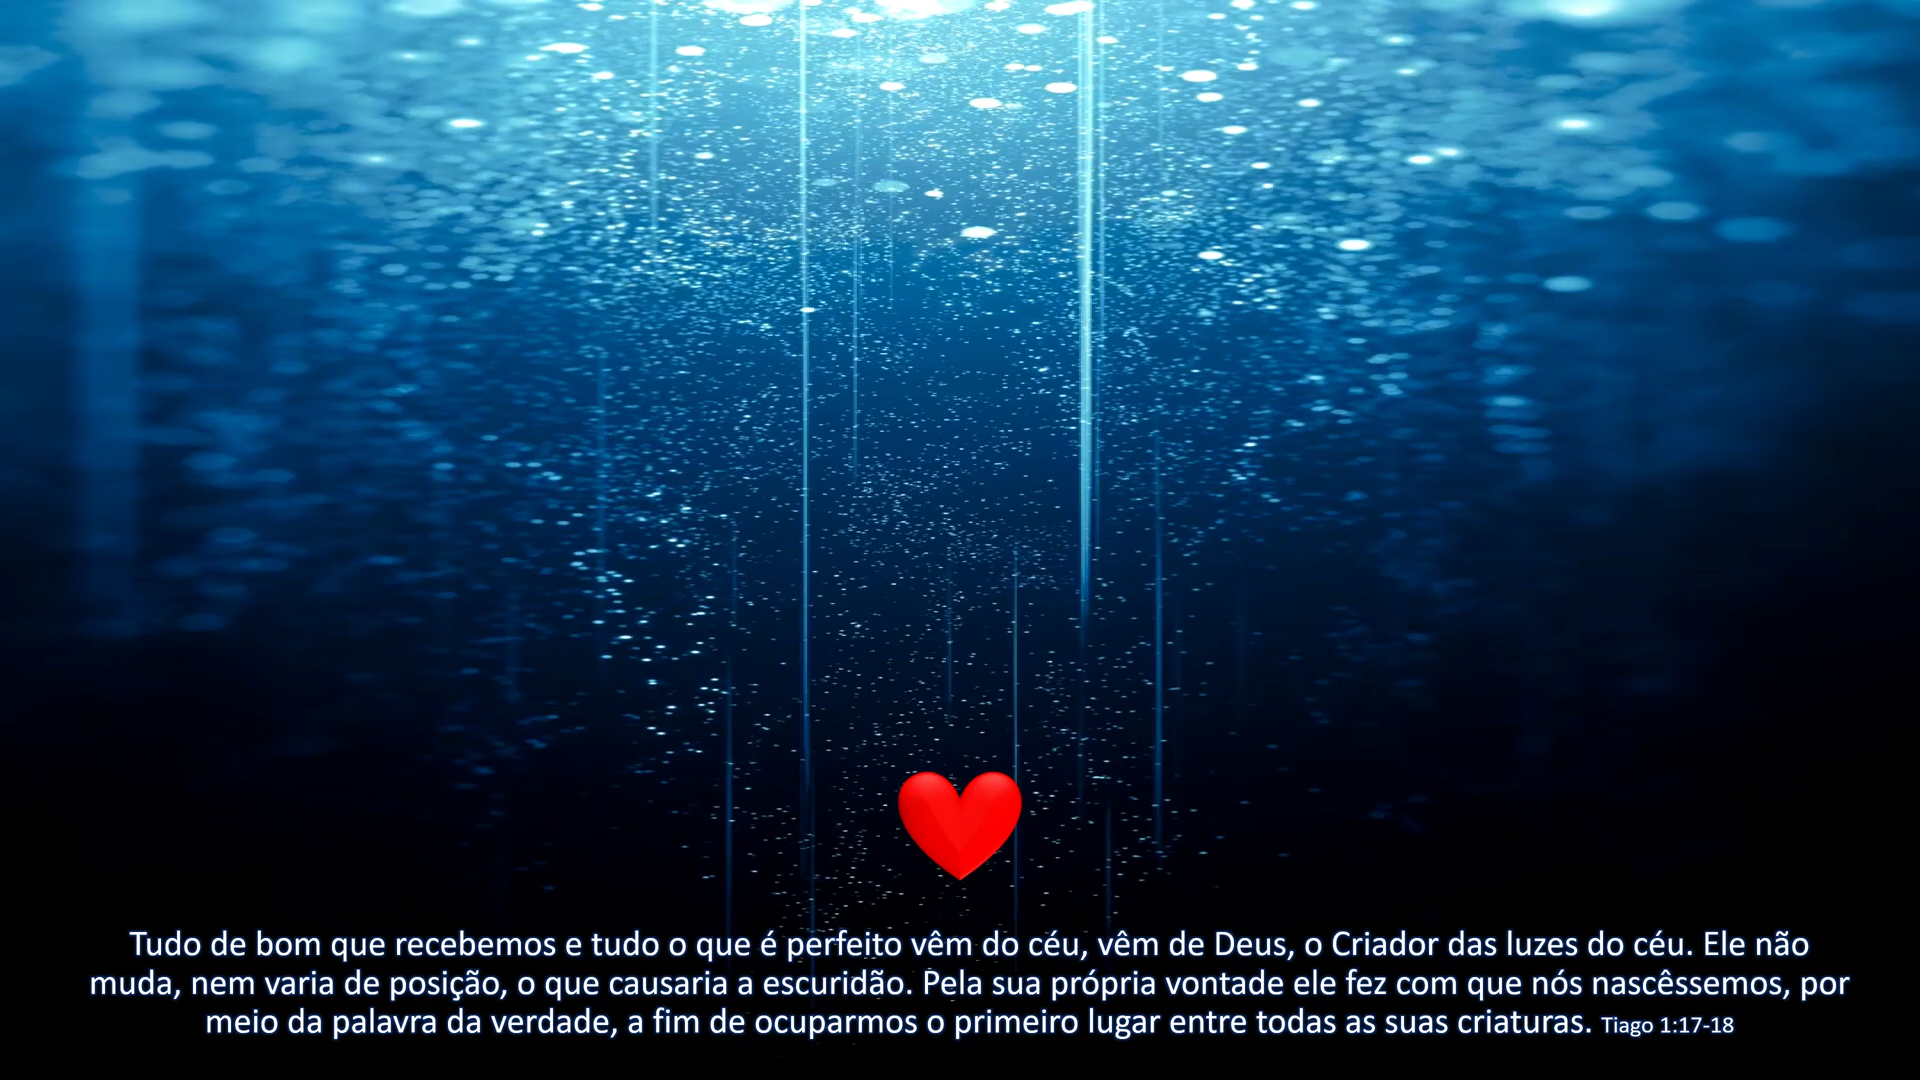 Tudo de bom que recebemos e tudo o que é perfeito vêm do céu, vêm de Deus, o Criador das luzes do céu. Ele não
muda, nem varia de posição, o que causaria a escuridão. Pela sua própria vontade ele fez com que nós nascêssemos, por
meio da palavra da verdade, a fim de ocuparmos o primeiro lugar entre todas as suas criaturas. Tiago 1:17-18